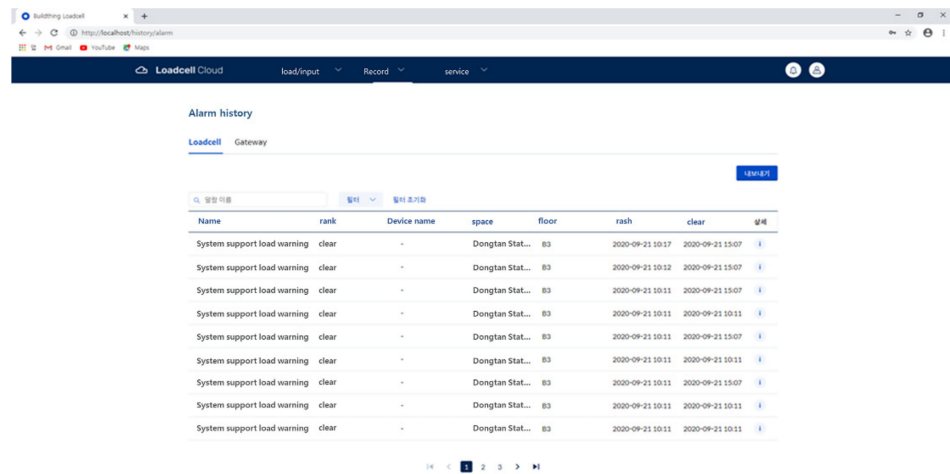 Buildthing Loadcell
http://localhost/history/alarm
앱 Gmail YouTube Maps
Loadcell Cloud load/input Record service
Alarm history
Loadcell Gateway
내보내기
알람 이름 필터 필터 초기화
Name rank Device name space floor rash clear 상세
System support load warning clear - Dongtan Stat... B3 2020-09-21 10:17 2020-09-21 15:07 i
System support load warning clear - Dongtan Stat... B3 2020-09-21 10:12 2020-09-21 15:07 i
System support load warning clear - Dongtan Stat... B3 2020-09-21 10:11 2020-09-21 15:07 i
System support load warning clear - Dongtan Stat... B3 2020-09-21 10:11 2020-09-21 10:11 i
System support load warning clear - Dongtan Stat... B3 2020-09-21 10:11 2020-09-21 15:07 i
System support load warning clear - Dongtan Stat... B3 2020-09-21 10:11 2020-09-21 10:11 i
System support load warning clear - Dongtan Stat... B3 2020-09-21 10:11 2020-09-21 15:07 i
System support load warning clear - Dongtan Stat... B3 2020-09-21 10:11 2020-09-21 10:11 i
System support load warning clear - Dongtan Stat... B3 2020-09-21 10:11 2020-09-21 10:11 i
1 2 3